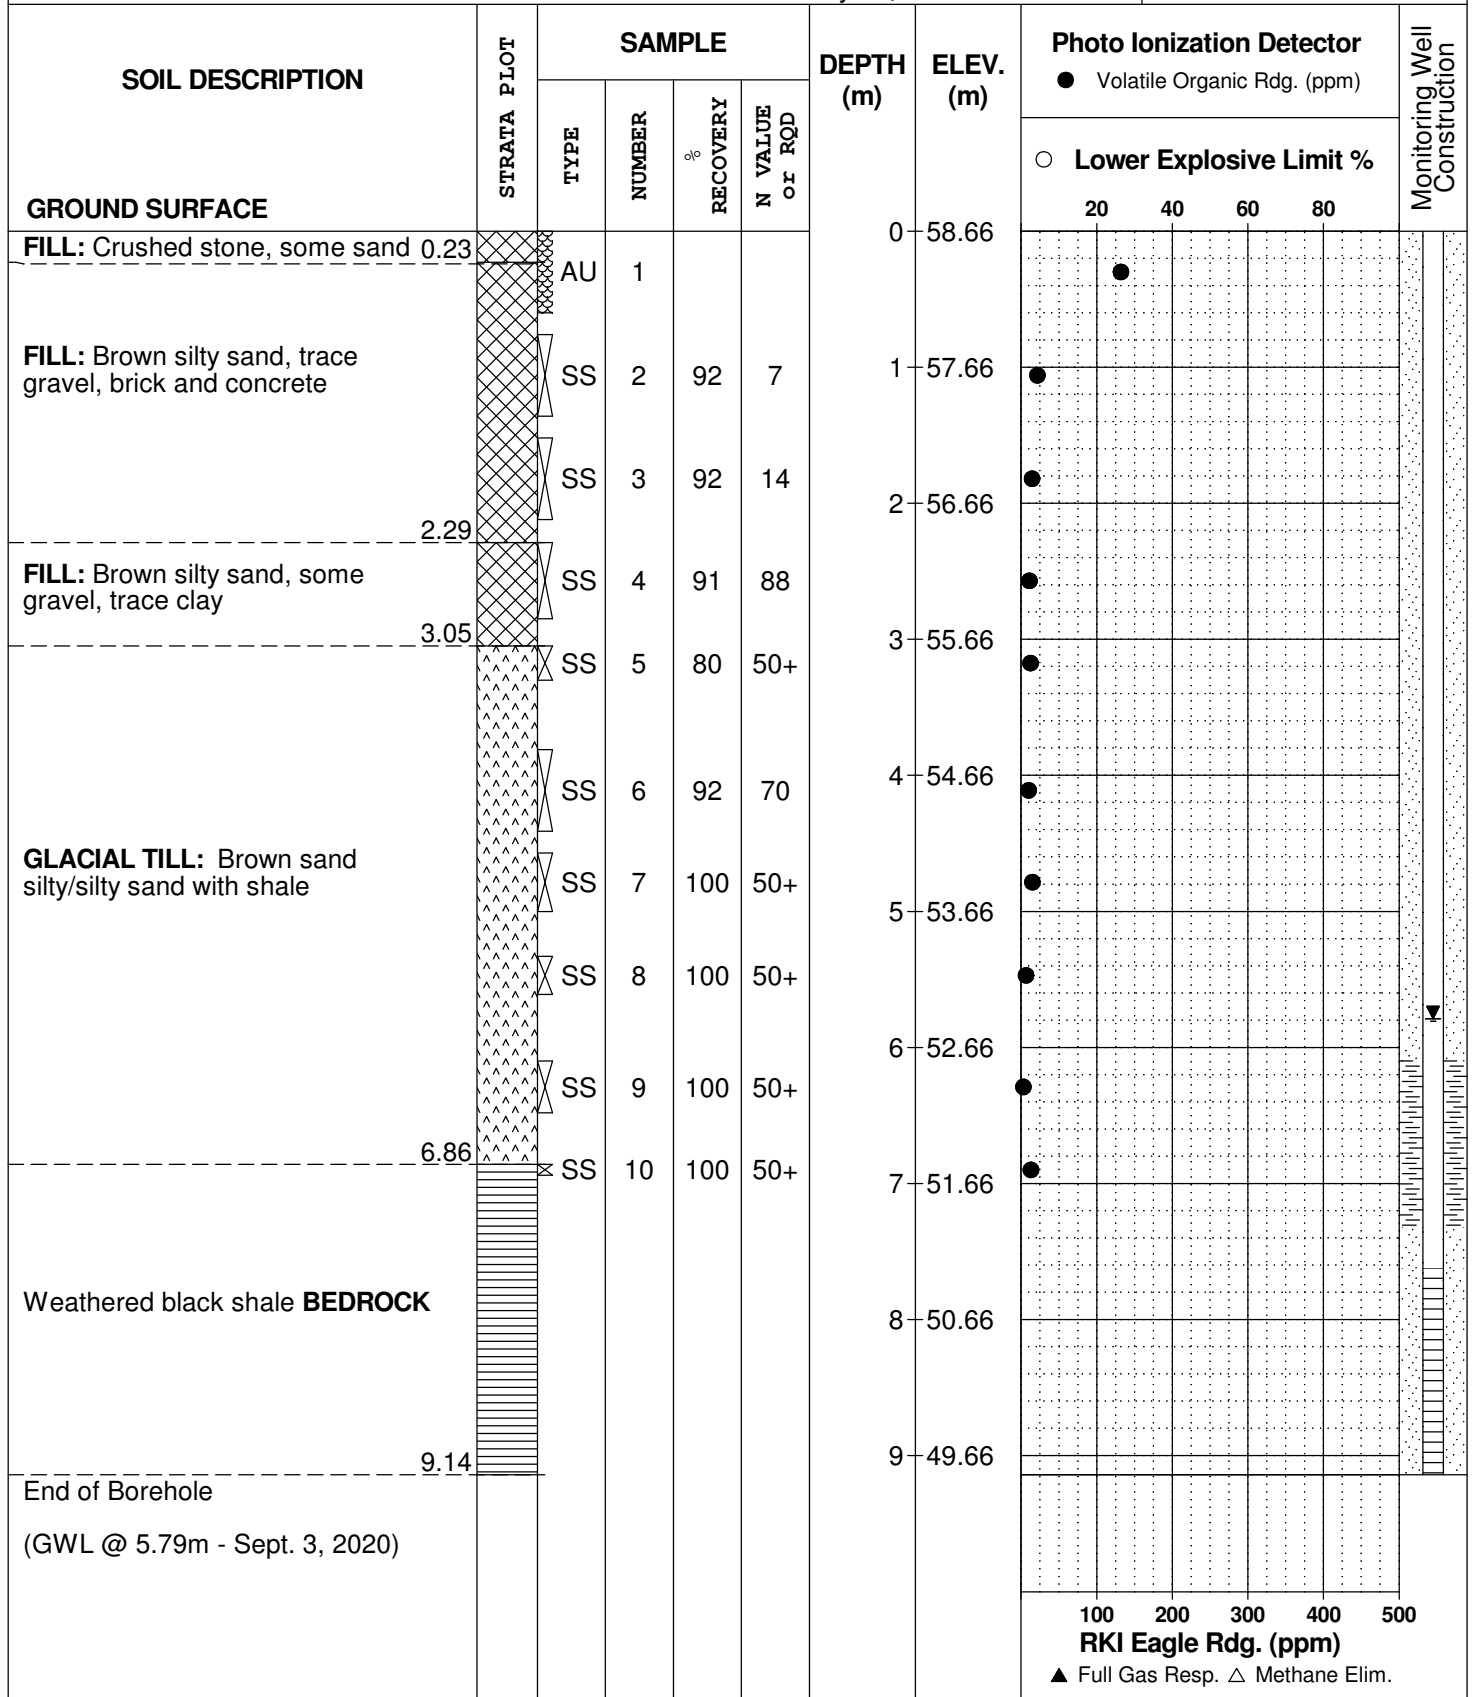 SOIL DESCRIPTION
GROUND SURFACE
STRATA PLOT
SAMPLE
TYPE
NUMBER
%
RECOVERY
N VALUE
or RQD
DEPTH
(m)
ELEV.
(m)
Photo Ionization Detector
● Volatile Organic Rdg. (ppm)
○ Lower Explosive Limit %
20 40 60 80
Monitoring Well
Construction
0 58.66
FILL: Crushed stone, some sand 0.23
AU 1
FILL: Brown silty sand, trace
gravel, brick and concrete
1 57.66
SS 2 92 7
SS 3 92 14
2 56.66
2.29
FILL: Brown silty sand, some
gravel, trace clay
SS 4 91 88
3.05
3 55.66
SS 5 80 50+
4 54.66
SS 6 92 70
GLACIAL TILL: Brown sand
silty/silty sand with shale
SS 7 100 50+
5 53.66
SS 8 100 50+
6 52.66
SS 9 100 50+
6.86
SS 10 100 50+
7 51.66
Weathered black shale BEDROCK
8 50.66
9 49.66
9.14
End of Borehole
(GWL @ 5.79m - Sept. 3, 2020)
100 200 300 400 500
RKI Eagle Rdg. (ppm)
▲ Full Gas Resp. △ Methane Elim.